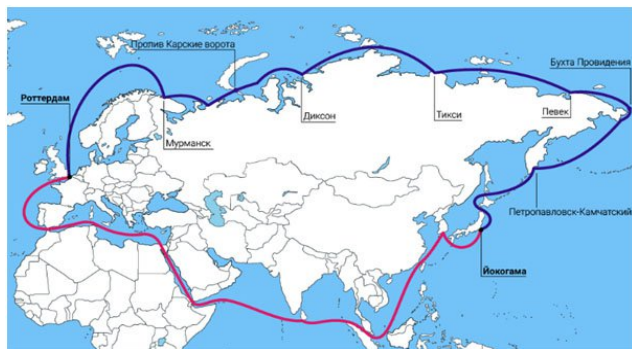 Пролив Карские ворота
Бухта Провидения
Роттердам
Диксон
Тикси
Певек
Мурманск
Петропавловск-Камчатский
Йокогама